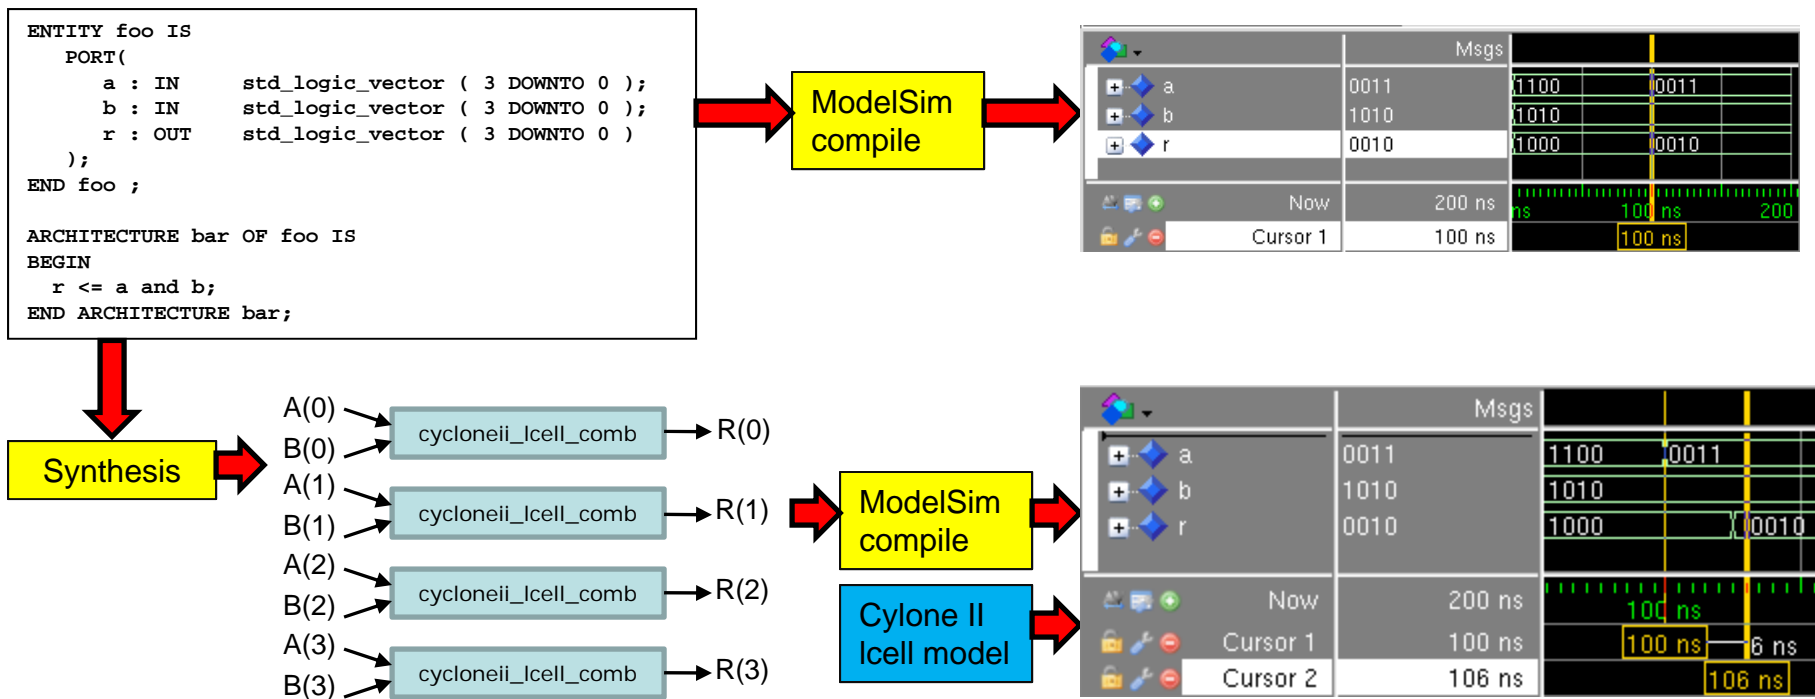 ENTITY foo IS
PORT(
a : IN std_logic_vector ( 3 DOWNTO 0 );
b : IN std_logic_vector ( 3 DOWNTO 0 );
r : OUT std_logic_vector ( 3 DOWNTO 0 )
);
END foo ;
ARCHITECTURE bar OF foo IS
BEGIN
r <= a and b;
END ARCHITECTURE bar;
ModelSim
compile
Msgs
a 0011 1100 0011
b 1010 1010
r 0010 1000 0010
Now 200 ns ns 100 ns 200
Cursor 1 100 ns 100 ns
Synthesis
A(0)
B(0)
cycloneii_lcell_comb
R(0)
A(1)
B(1)
cycloneii_lcell_comb
R(1)
A(2)
B(2)
cycloneii_lcell_comb
R(2)
A(3)
B(3)
cycloneii_lcell_comb
R(3)
ModelSim
compile
Cylone II
lcell model
Msgs
a 0011 1100 0011
b 1010 1010
r 0010 1000 0010
Now 200 ns 100 ns
Cursor 1 100 ns 100 ns 6 ns
Cursor 2 106 ns 106 ns